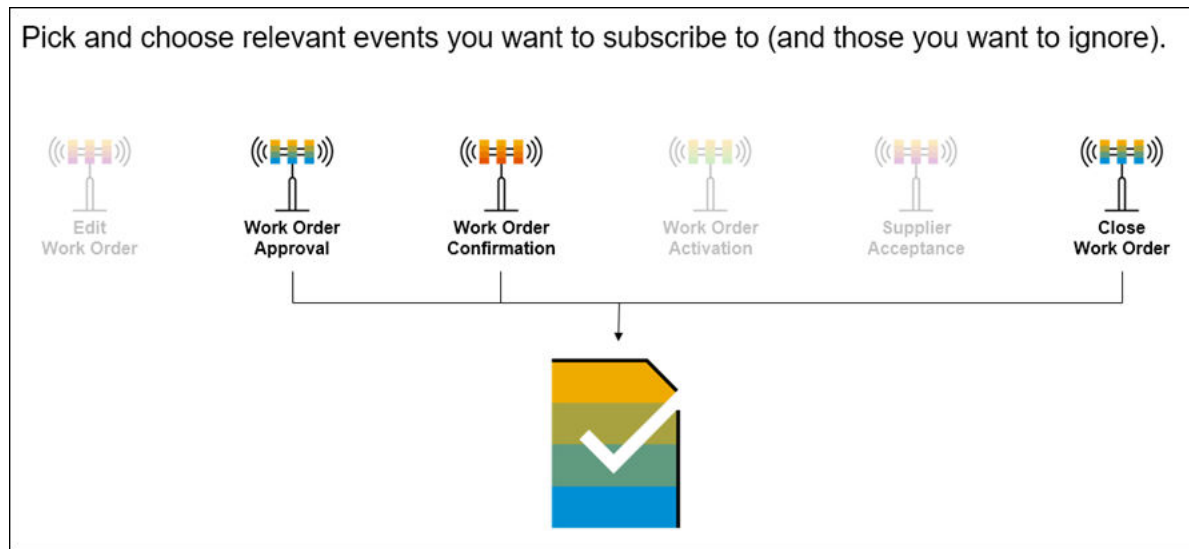 Pick and choose relevant events you want to subscribe to (and those you want to ignore).
Edit
Work Order
Work Order
Approval
Work Order
Confirmation
Work Order
Activation
Supplier
Acceptance
Close
Work Order